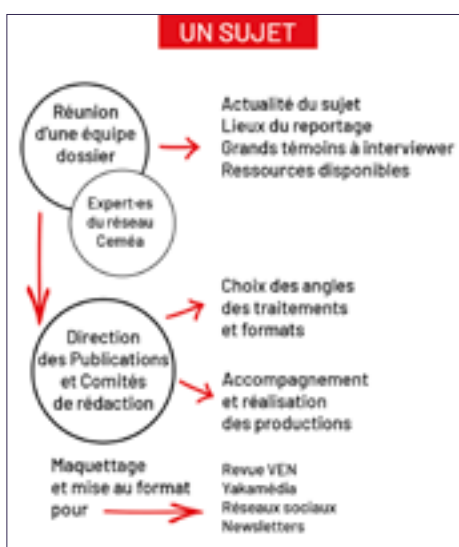 UN SUJET
Réunion
d'une équipe
dossier
Actualité du sujet
Lieux du reportage
Grands témoins à interviewer
Ressources disponibles
Expert·es
du réseau
Ceméa
Choix des angles
des traitements
et formats
Direction
des Publications
et Comités
de rédaction
Accompagnement
et réalisation
des productions
Maquettage
et mise au format
pour
Revue VEN
Yakamédia
Réseaux sociaux
Newsletters